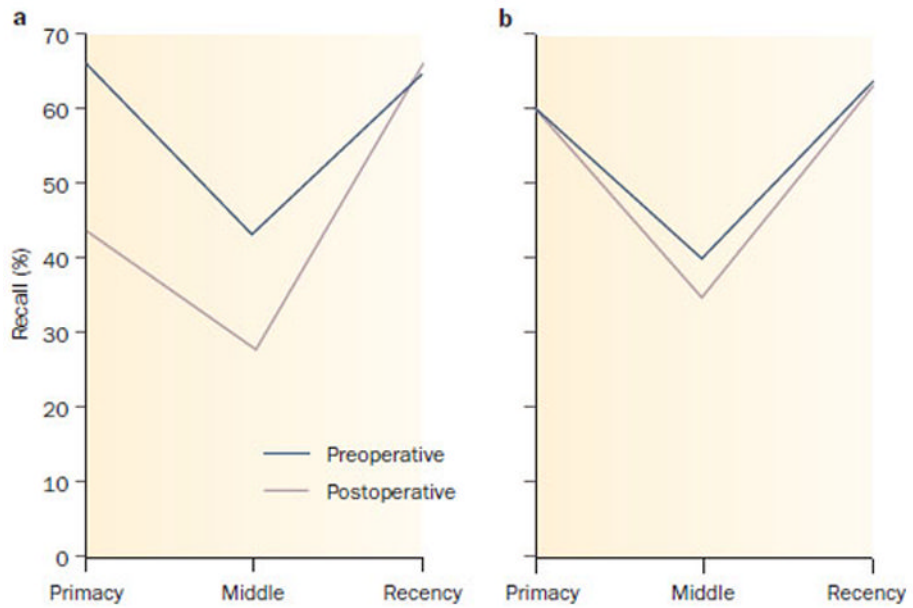 a
70
60
50
40
30
20
10
0
Recall (%)
Primacy Middle Recency
Preoperative
Postoperative
b
Primacy Middle Recency